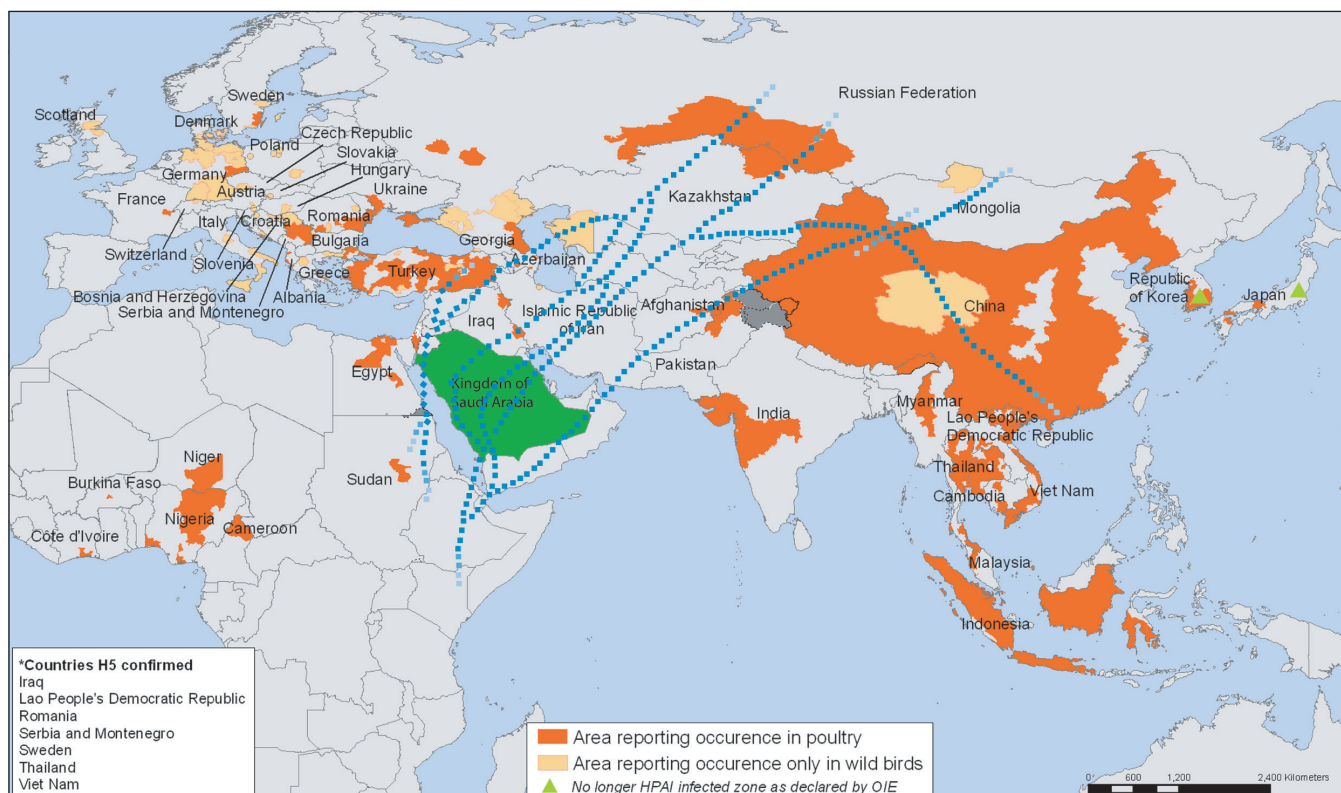 Scotland
Sweden
Denmark
Russian Federation
Czech Republic
Poland
Slovakia
Germany
Hungary
Austria
Ukraine
France
Kazakhstan
Mongolia
Italy
Croatia
Romania
Switzerland
Bulgaria
Georgia
Slovenia
Azerbaijan
Greece
Turkey
Bosnia and Herzegovina
Albania
Serbia and Montenegro
Republic
of Korea
Japan
China
Iraq
Islamic Republic
of Iran
Afghanistan
Pakistan
Egypt
Kingdom of
Saudi Arabia
India
Myanmar
Lao People's
Democratic Republic
Niger
Sudan
Thailand
Burkina Faso
Viet Nam
Cambodia
Nigeria
Cameroon
Côte d'Ivoire
Malaysia
Indonesia
*Countries H5 confirmed
Iraq
Lao People's Democratic Republic
Romania
Serbia and Montenegro
Sweden
Thailand
Viet Nam
Area reporting occurence in poultry
Area reporting occurence only in wild birds
No longer HPAI infected zone as declared by OIE
0 600 1,200 2,400 Kilometers